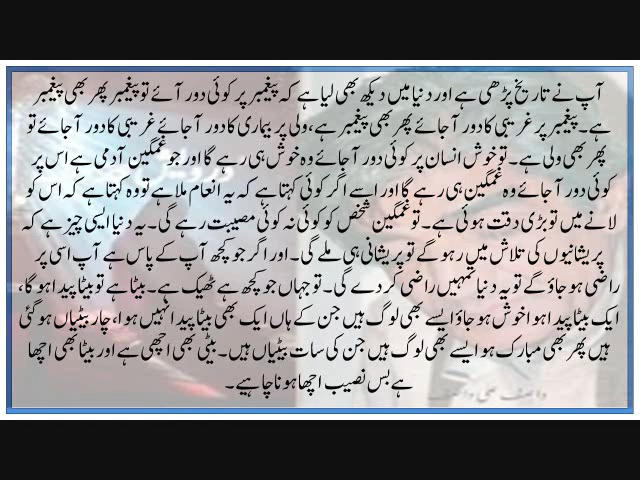 آپ نے تاریخ پڑھی ہے اور دنیا میں دیکھ بھی لیا ہے کہ پیغمبر پر کوئی دور آئے تو پیغمبر پھر بھی پیغمبر
ہے۔ پیغمبر پر غریبی کا دور آ جائے پھر بھی پیغمبر ہے، ولی پر بیماری کا دور آ جائے غریبی کا دور آ جائے تو
پھر بھی ولی ہے۔ تو خوش انسان پر کوئی دور آ جائے وہ خوش ہی رہے گا اور جو غمگین آدمی ہے اس پر
کوئی دور آ جائے وہ غمگین ہی رہے گا اور اسے اگر کوئی کہتا ہے کہ یہ انعام ملا ہے تو وہ کہتا ہے کہ اس کو
لانے میں تو بڑی دقت ہوئی ہے۔ تو غمگین شخص کو کوئی نہ کوئی مصیبت رہے گی۔ یہ دنیا ایسی چیز ہے کہ
پریشانیوں کی تلاش میں رہو گے تو پریشانی ہی ملے گی۔ اور اگر جو کچھ آپ کے پاس ہے آپ اسی پر
راضی ہو جاؤ گے تو یہ دنیا تمہیں راضی کر دے گی۔ تو جہاں جو کچھ ہے ٹھیک ہے۔ بیٹا ہے تو بیٹا پیدا ہو گا،
ایک بیٹا پیدا ہوا خوش ہو جاؤ ایسے بھی لوگ ہیں جن کے ہاں ایک بھی بیٹا پیدا نہیں ہوا، چار بیٹیاں ہو گئی
ہیں پھر بھی مبارک ہو ایسے بھی لوگ ہیں جن کی سات بیٹیاں ہیں۔ بیٹی بھی اچھی ہے اور بیٹا بھی اچھا
ہے بس نصیب اچھا ہونا چاہیے۔
واصف علی واصف